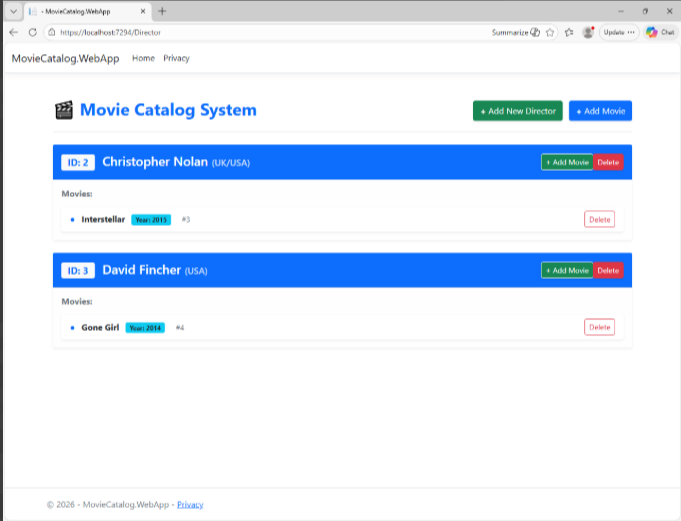 - MovieCatalog.WebApp
https://localhost:7294/Director
Summarize
Update
Chat
MovieCatalog.WebApp Home Privacy
Movie Catalog System
+ Add New Director + Add Movie
ID: 2 Christopher Nolan (UK/USA) + Add Movie Delete
Movies:
Interstellar Year: 2013 #3 Delete
ID: 3 David Fincher (USA) + Add Movie Delete
Movies:
Gone Girl Year: 2014 #4 Delete
© 2026 - MovieCatalog.WebApp - Privacy